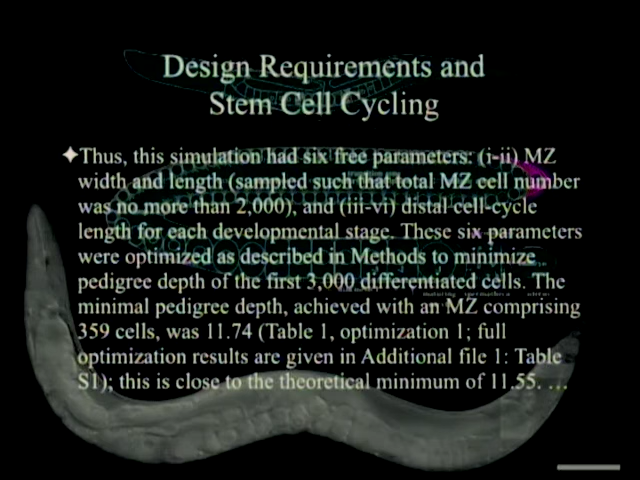 Design Requirements and
Stem Cell Cycling
Thus, this simulation had six free parameters: (i-ii) MZ
width and length (sampled such that total MZ cell number
was no more than 2,000), and (iii-vi) distal cell-cycle
length for each developmental stage. These six parameters
were optimized as described in Methods to minimize
pedigree depth of the first 3,000 differentiated cells. The
minimal pedigree depth, achieved with an MZ comprising
359 cells, was 11.74 (Table 1, optimization 1; full
optimization results are given in Additional file 1: Table
S1); this is close to the theoretical minimum of 11.55. …